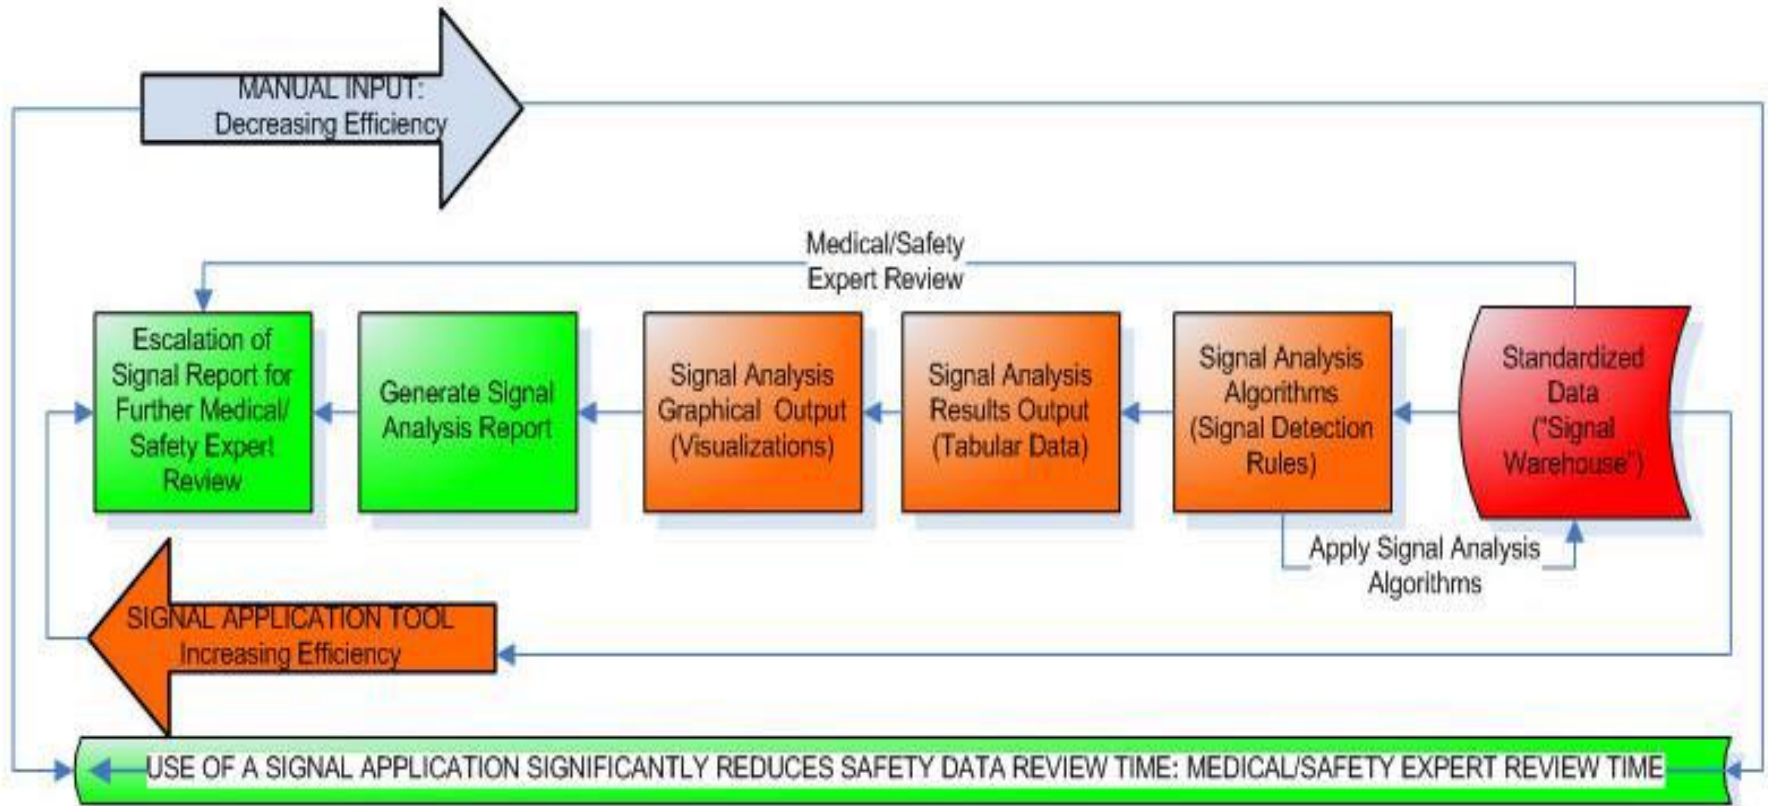 MANUAL INPUT:
Decreasing Efficiency
Medical/Safety
Expert Review
Escalation of
Signal Report for
Further Medical/
Safety Expert
Review
Generate Signal
Analysis Report
Signal Analysis
Graphical Output
(Visualizations)
Signal Analysis
Results Output
(Tabular Data)
Signal Analysis
Algorithms
(Signal Detection
Rules)
Standardized
Data
("Signal
Warehouse")
Apply Signal Analysis
Algorithms
SIGNAL APPLICATION TOOL
Increasing Efficiency
USE OF A SIGNAL APPLICATION SIGNIFICANTLY REDUCES SAFETY DATA REVIEW TIME: MEDICAL/SAFETY EXPERT REVIEW TIME